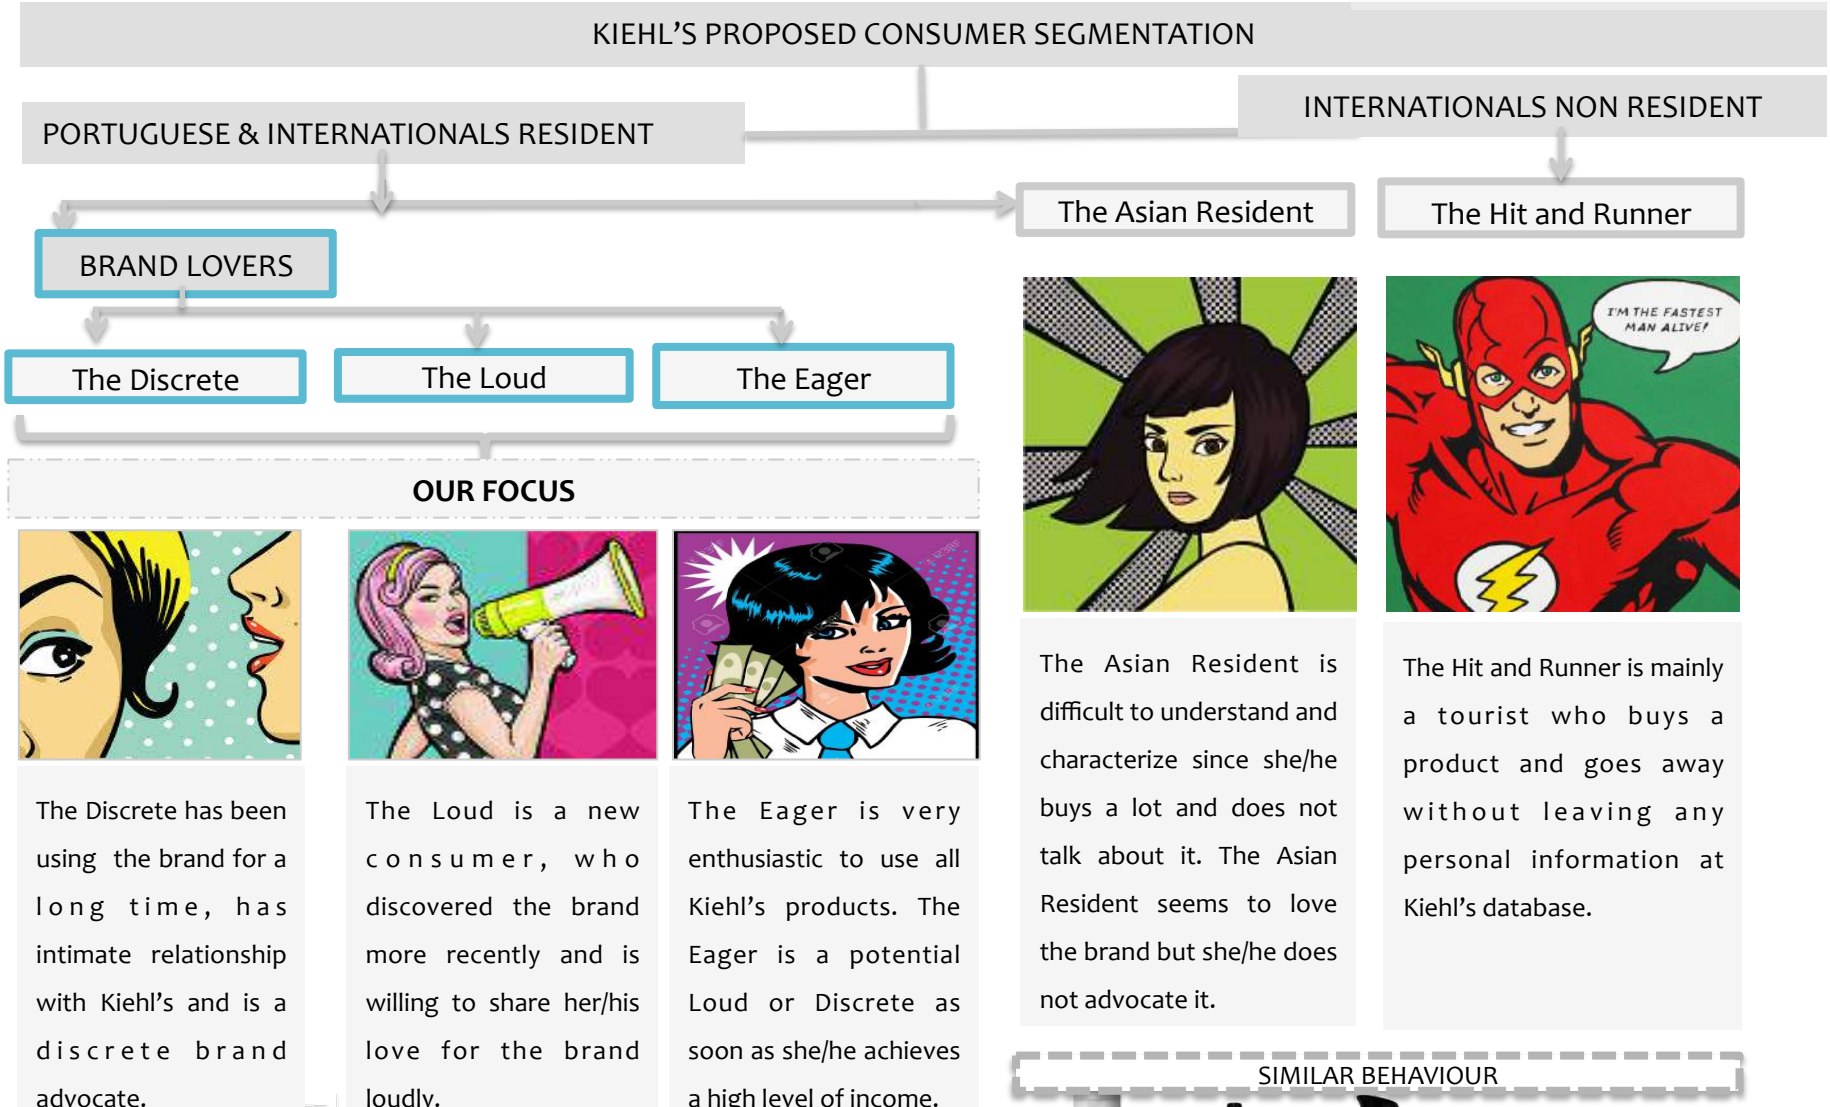 KIEHL'S PROPOSED CONSUMER SEGMENTATION
PORTUGUESE & INTERNATIONALS RESIDENT
INTERNATIONALS NON RESIDENT
The Asian Resident
The Hit and Runner
BRAND LOVERS
The Discrete
The Loud
The Eager
OUR FOCUS
I'M THE FASTEST
MAN ALIVE!
The Discrete has been
using the brand for a
long time, has
intimate relationship
with Kiehl's and is a
discrete brand
advocate.
The Loud is a new
consumer, who
discovered the brand
more recently and is
willing to share her/his
love for the brand
loudly.
The Eager is very
enthusiastic to use all
Kiehl's products. The
Eager is a potential
Loud or Discrete as
soon as she/he achieves
a high level of income.
The Asian Resident is
difficult to understand and
characterize since she/he
buys a lot and does not
talk about it. The Asian
Resident seems to love
the brand but she/he does
not advocate it.
The Hit and Runner is mainly
a tourist who buys a
product and goes away
without leaving any
personal information at
Kiehl's database.
SIMILAR BEHAVIOUR